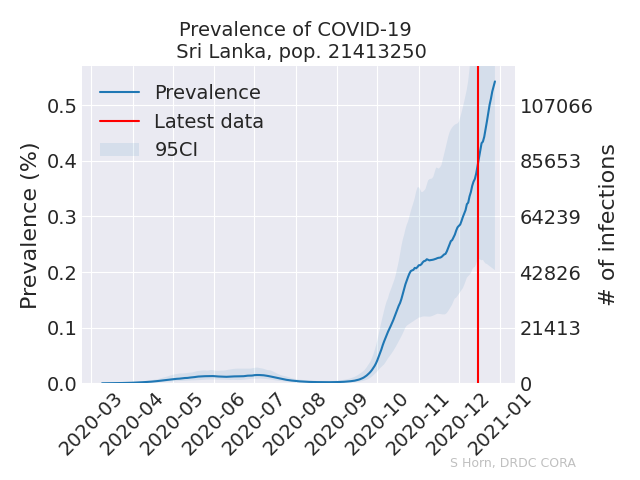 Prevalence of COVID-19
Sri Lanka, pop. 21413250
Prevalence
Latest data
95CI
Prevalence (%)
0.5
0.4
0.3
0.2
0.1
0.0
107066
85653
64239
42826
21413
0
# of infections
2020-03
2020-04
2020-05
2020-06
2020-07
2020-08
2020-09
2020-10
2020-11
2020-12
2021-01
S Horn, DRDC CORA